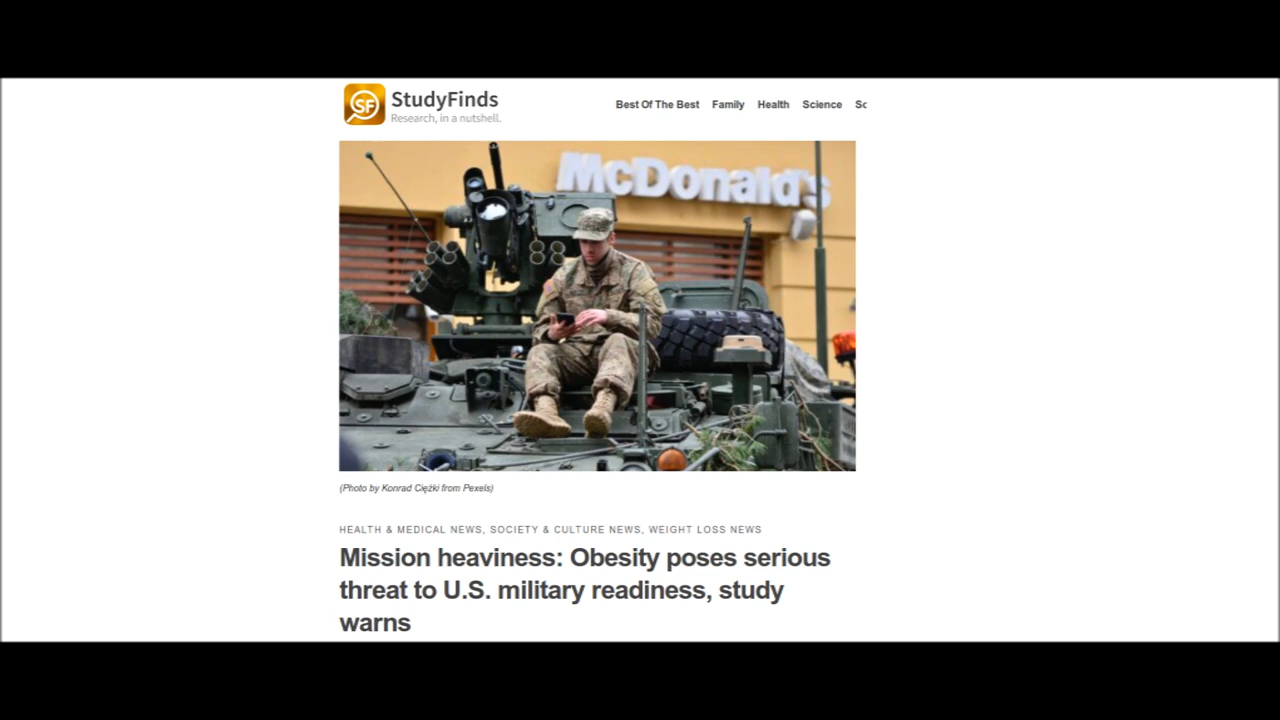 SF
StudyFinds
Research, in a nutshell.
Best Of The Best Family Health Science Sc
McDonald's
(Photo by Konrad Ciężki from Pexels)
HEALTH & MEDICAL NEWS, SOCIETY & CULTURE NEWS, WEIGHT LOSS NEWS
Mission heaviness: Obesity poses serious
threat to U.S. military readiness, study
warns